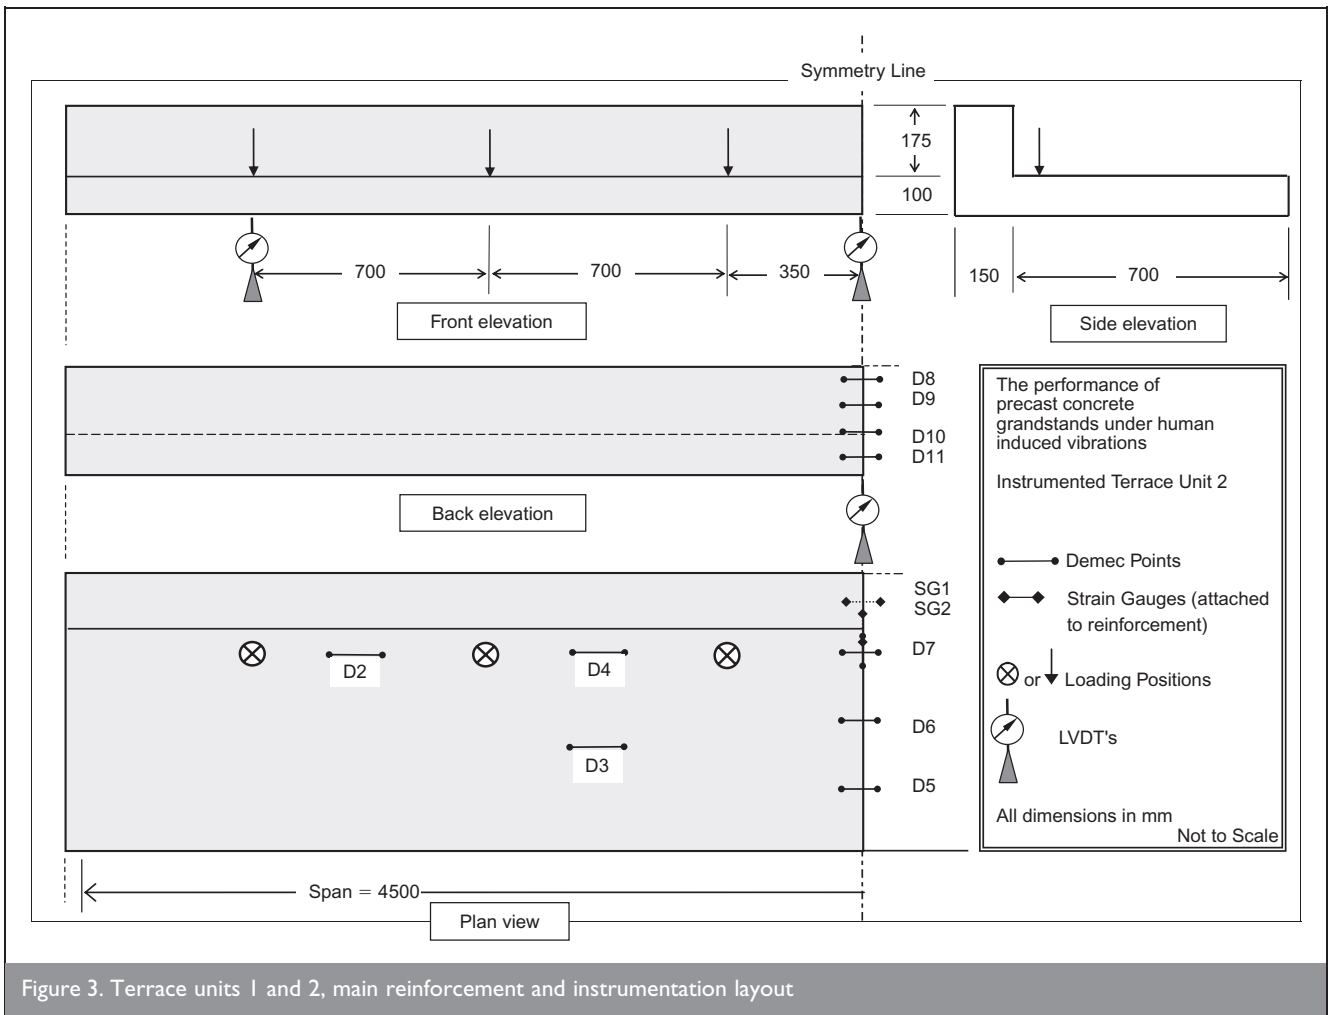 Symmetry Line
175
100
700
700
350
150
700
Front elevation
Side elevation
D8
D9
D10
D11
Back elevation
The performance of
precast concrete
grandstands under human
induced vibrations
Instrumented Terrace Unit 2
Demec Points
Strain Gauges (attached
to reinforcement)
or Loading Positions
LVDT's
All dimensions in mm
Not to Scale
SG1
SG2
D7
D2
D4
D6
D3
D5
Span = 4500
Plan view
Figure 3. Terrace units 1 and 2, main reinforcement and instrumentation layout